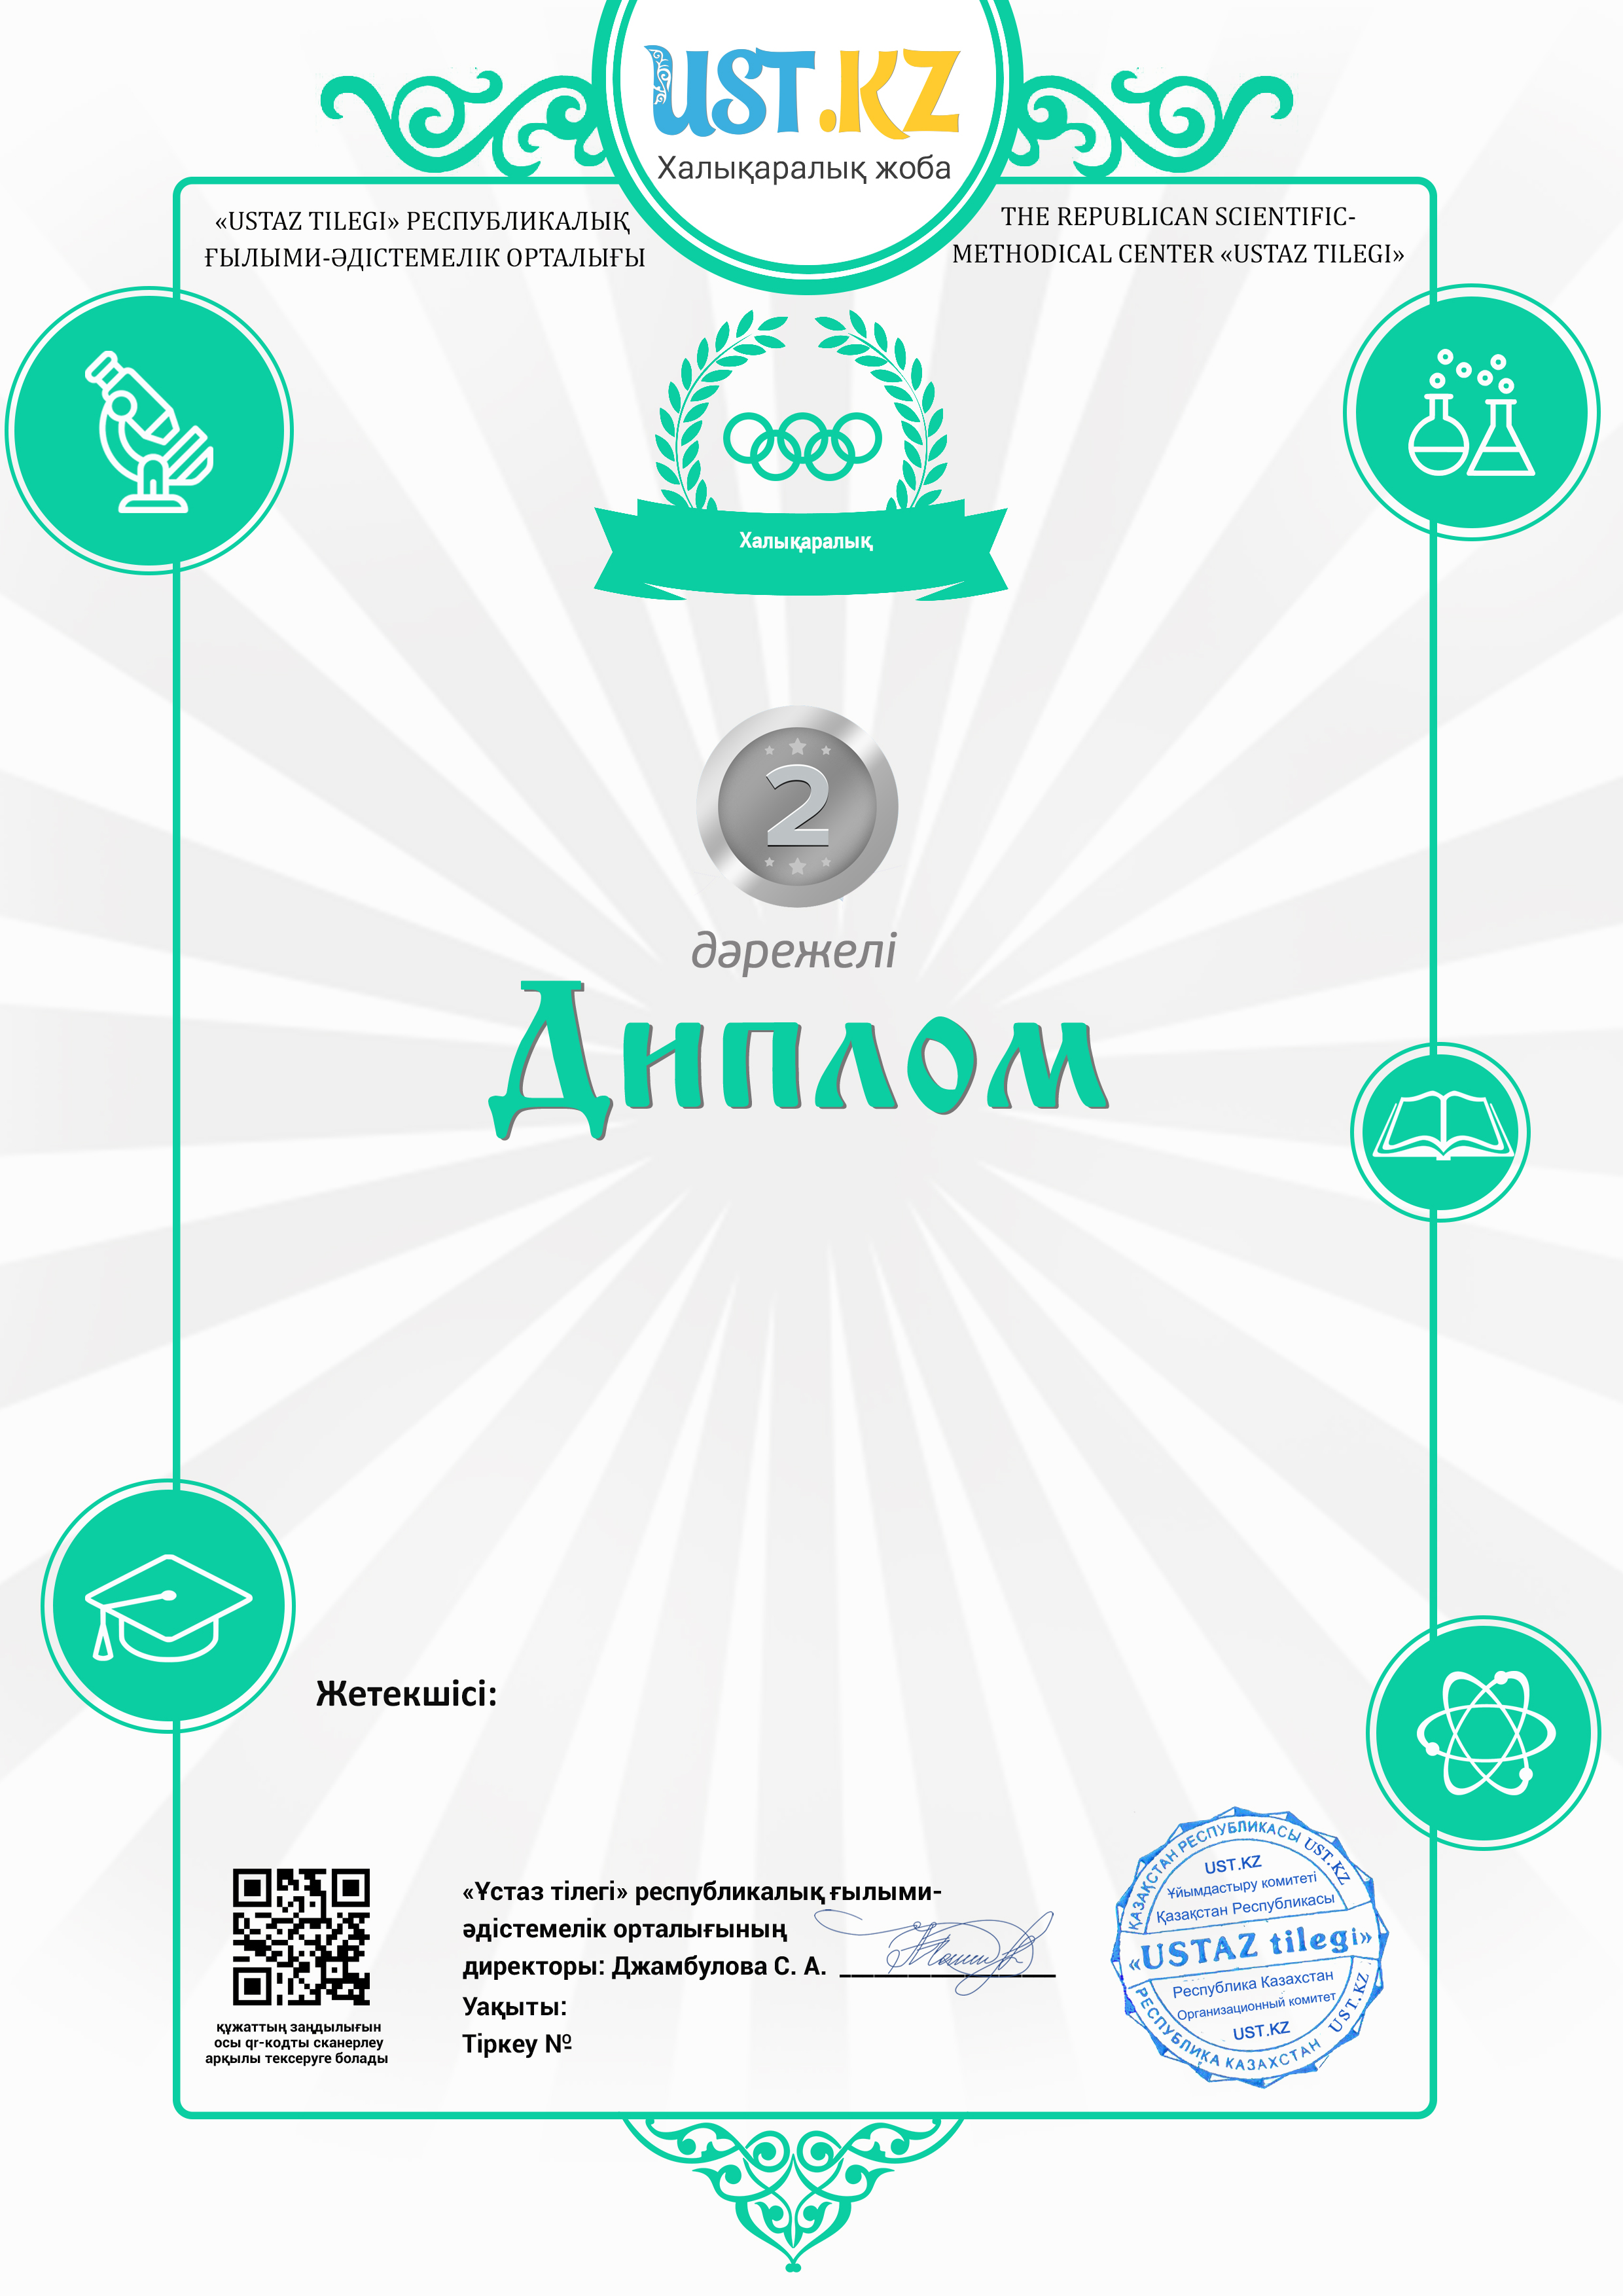 UST.KZ
Халықаралық жоба
«USTAZ TILEGI» РЕСПУБЛИКАЛЫҚ
ҒЫЛЫМИ-ӘДІСТЕМЕЛІК ОРТАЛЫҒЫ
THE REPUBLICAN SCIENTIFIC-
METHODICAL CENTER «USTAZ TILEGI»
Халықаралық
2
дәрежелі
Диплом
Жетекшісі:
құжаттың заңдылығын
осы qr-кодты сканерлеу
арқылы тексеруге болады
«Ұстаз тілегі» республикалық ғылыми-
әдістемелік орталығының
директоры: Джамбулова С. А.
Уақыты:
Тіркеу №
ҚАЗАҚСТАН РЕСПУБЛИКАСЫ UST.KZ
UST.KZ
Ұйымдастыру комитеті
Қазақстан Республикасы
«USTAZ tilegi»
Республика Казахстан
Организационный комитет
UST.KZ
РЕСПУБЛИКА КАЗАХСТАН UST.KZ